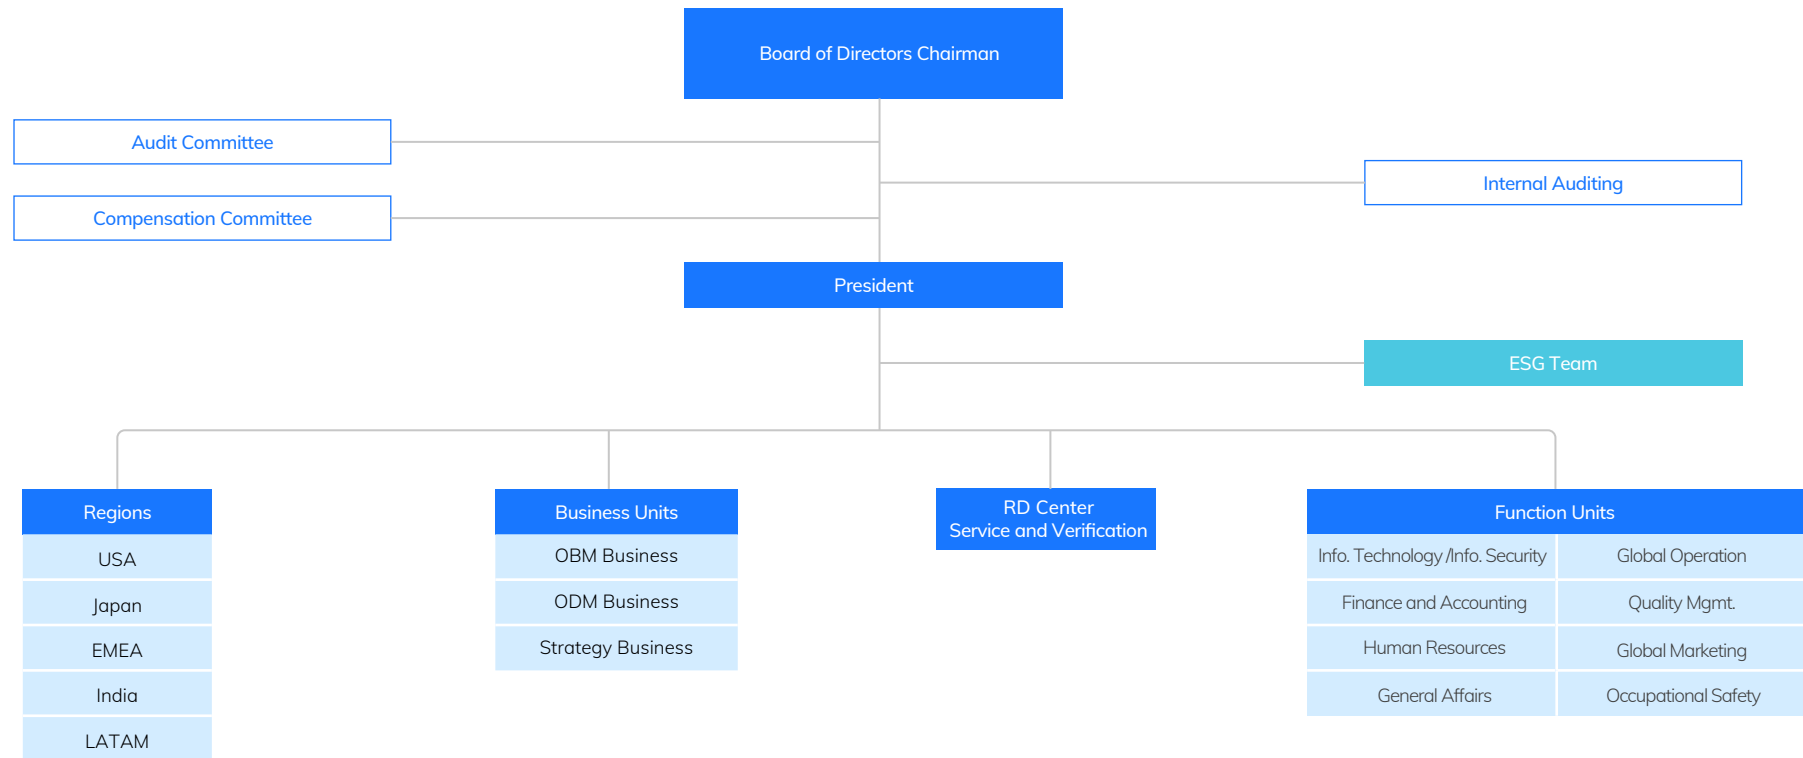 Board of Directors Chairman
Audit Committee
Internal Auditing
Compensation Committee
President
ESG Team
Regions
USA
Japan
EMEA
India
LATAM
Business Units
OBM Business
ODM Business
Strategy Business
RD Center
Service and Verification
Function Units
Info. Technology /Info. Security
Global Operation
Finance and Accounting
Quality Mgmt.
Human Resources
Global Marketing
General Affairs
Occupational Safety